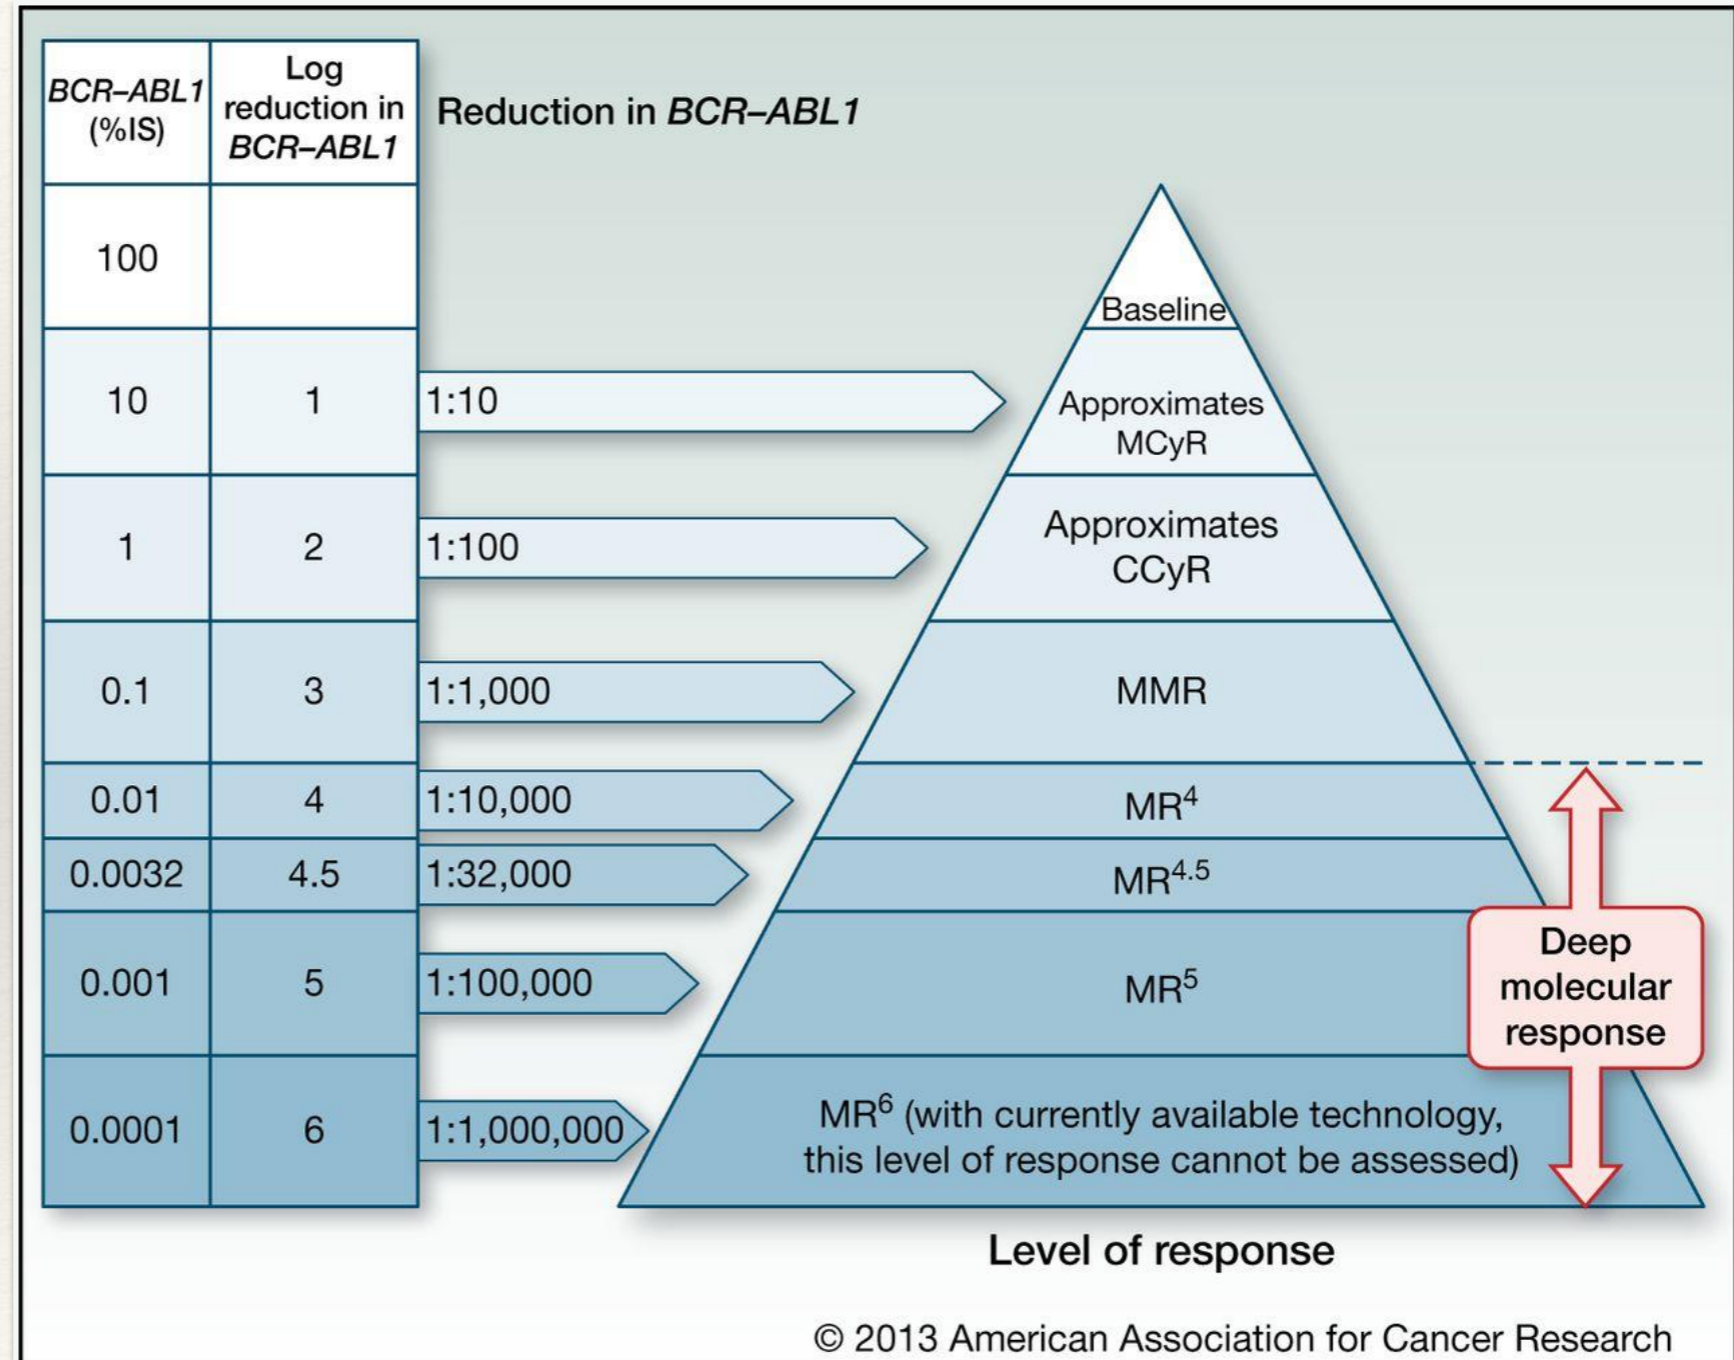 BCR–ABL1
(%IS)
Log
reduction in
BCR–ABL1
Reduction in BCR–ABL1
100
Baseline
10
1
1:10
Approximates
MCyR
1
2
1:100
Approximates
CCyR
0.1
3
1:1,000
MMR
0.01
4
1:10,000
MR⁴
0.0032
4.5
1:32,000
MR⁴·⁵
0.001
5
1:100,000
MR⁵
Deep
molecular
response
0.0001
6
1:1,000,000
MR⁶ (with currently available technology,
this level of response cannot be assessed)
Level of response
© 2013 American Association for Cancer Research